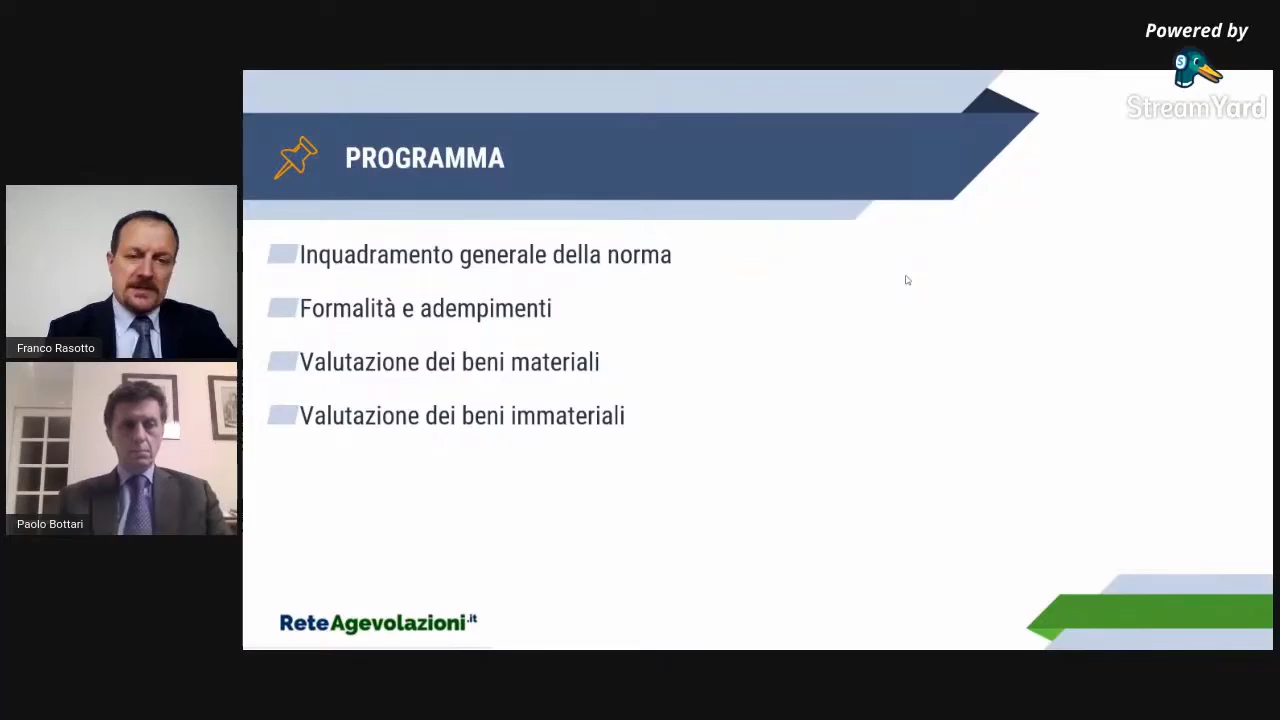 Powered by
StreamYard
PROGRAMMA
Inquadramento generale della norma
Formalità e adempimenti
Valutazione dei beni materiali
Valutazione dei beni immateriali
Franco Rasotto
Paolo Bottari
ReteAgevolazioni.it